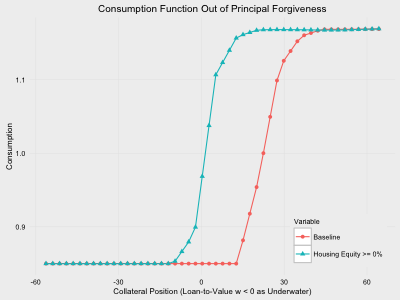 Consumption Function Out of Principal Forgiveness
Consumption
1.1
1.0
0.9
Variable
Baseline
Housing Equity >= 0%
-60
-30
0
30
60
Collateral Position (Loan-to-Value w < 0 as Underwater)